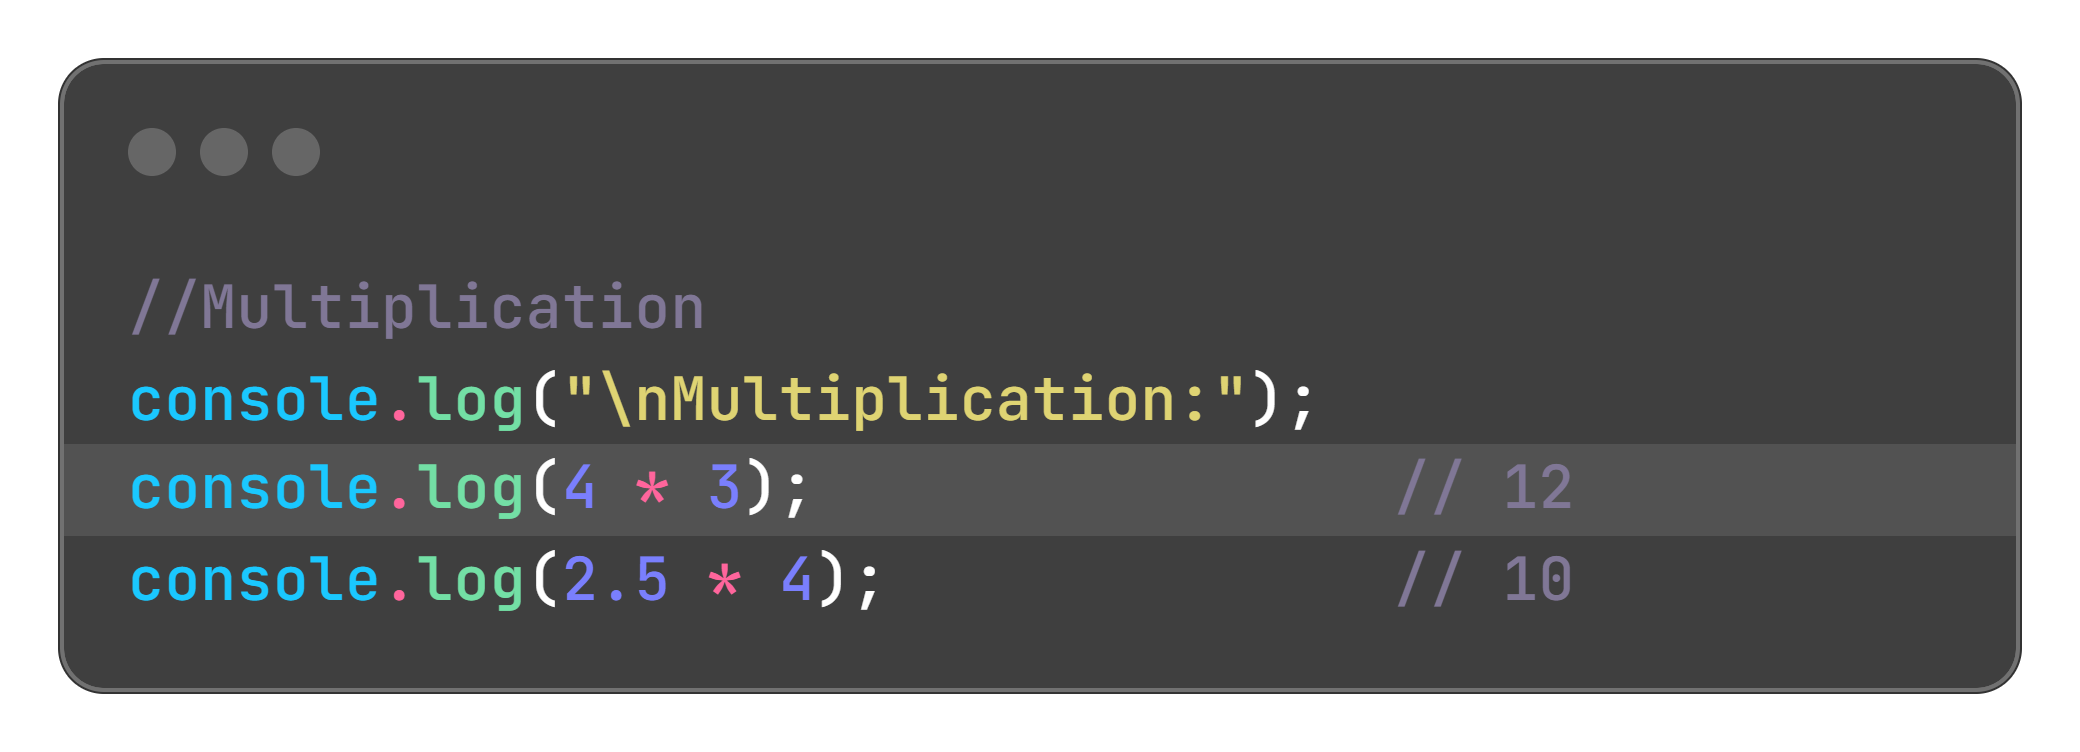 //Multiplication
console.log("\nMultiplication:");
console.log(4 * 3);                // 12
console.log(2.5 * 4);              // 10